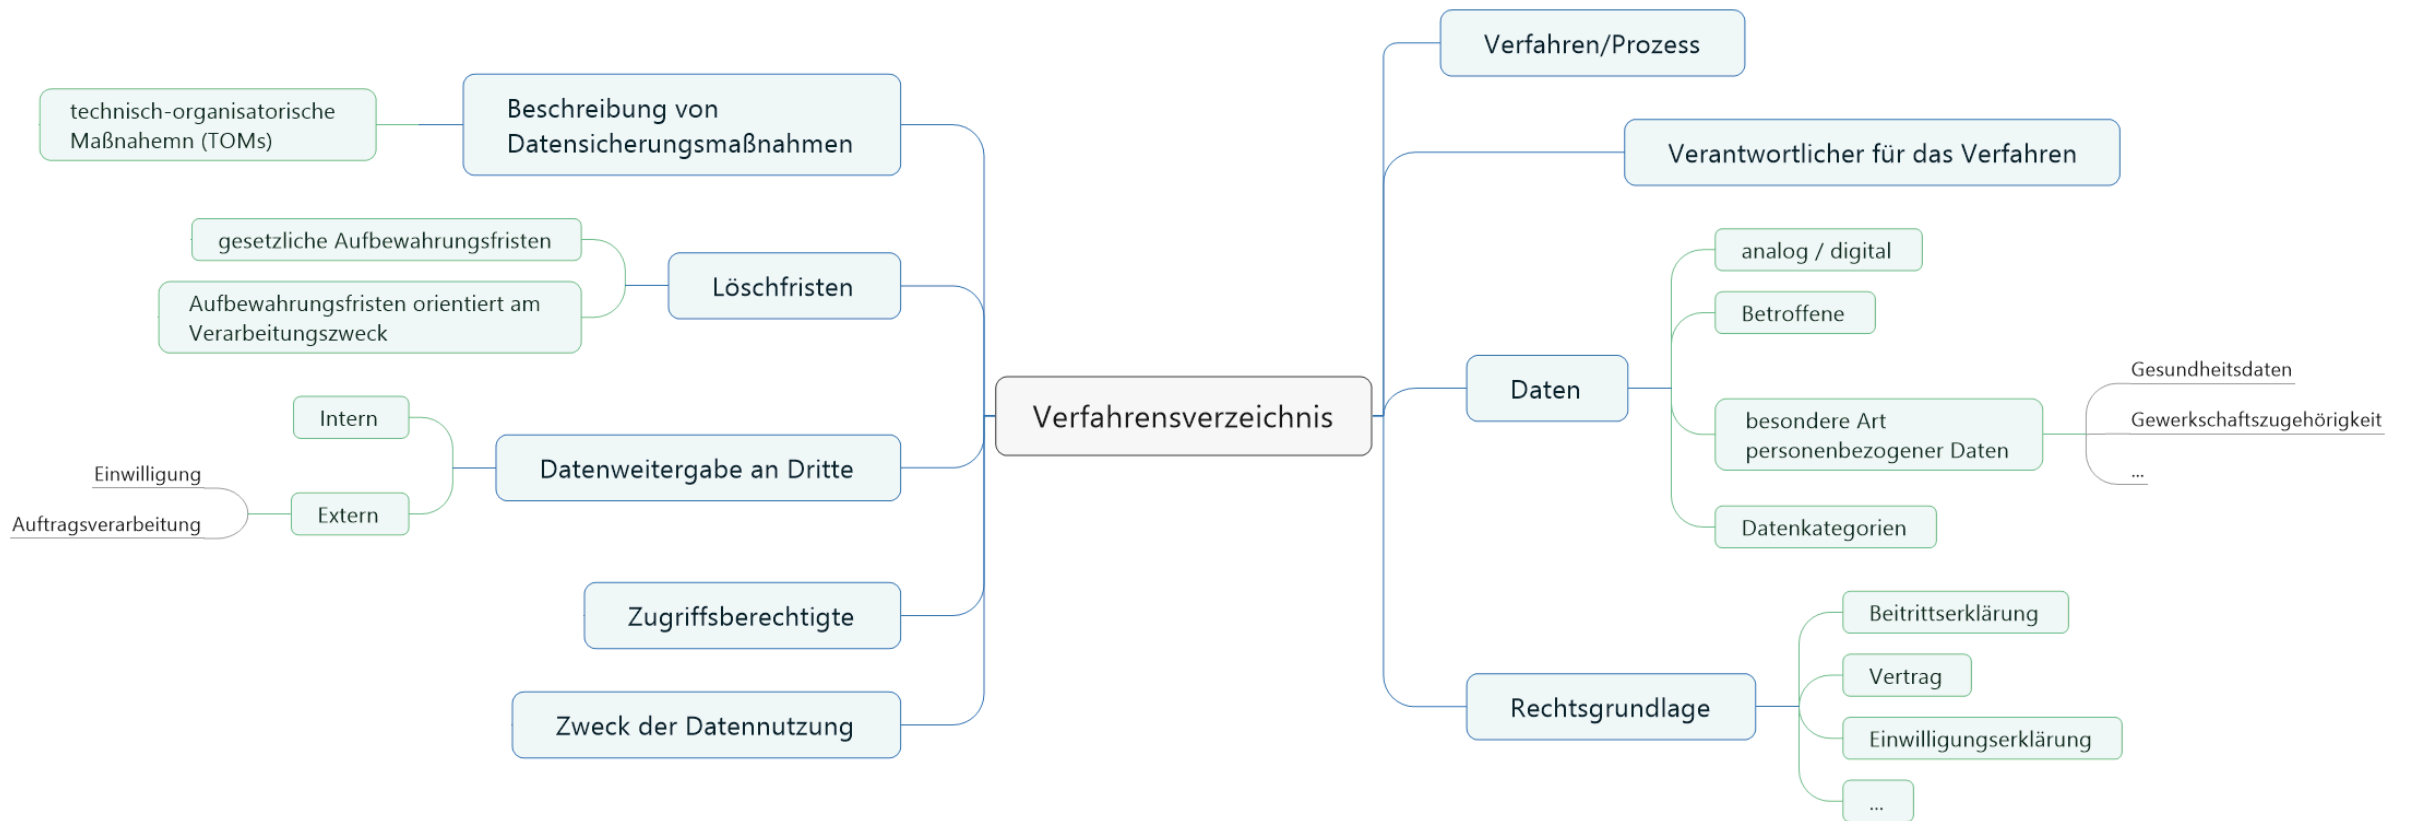 Verfahrensverzeichnis
Verfahren/Prozess
Verantwortlicher für das Verfahren
Daten
analog / digital
Betroffene
besondere Art
personenbezogener Daten
Gesundheitsdaten
Gewerkschaftszugehörigkeit
...
Datenkategorien
Rechtsgrundlage
Beitrittserklärung
Vertrag
Einwilligungserklärung
...
Beschreibung von
Datensicherungsmaßnahmen
technisch-organisatorische
Maßnahemn (TOMs)
Löschfristen
gesetzliche Aufbewahrungsfristen
Aufbewahrungsfristen orientiert am
Verarbeitungszweck
Datenweitergabe an Dritte
Intern
Extern
Einwilligung
Auftragsverarbeitung
Zugriffsberechtigte
Zweck der Datennutzung